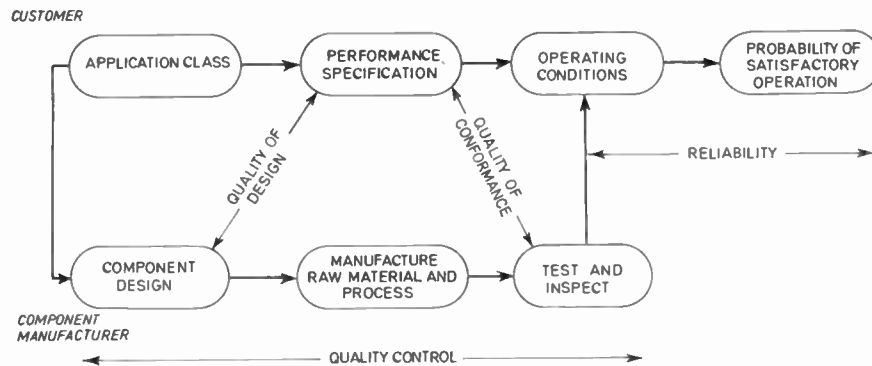 CUSTOMER
APPLICATION CLASS
PERFORMANCE
SPECIFICATION
OPERATING
CONDITIONS
PROBABILITY OF
SATISFACTORY
OPERATION
QUALITY OF
DESIGN
QUALITY OF
CONFORMANCE
RELIABILITY
COMPONENT
DESIGN
MANUFACTURE
RAW MATERIAL AND
PROCESS
TEST AND
INSPECT
COMPONENT
MANUFACTURER
QUALITY CONTROL